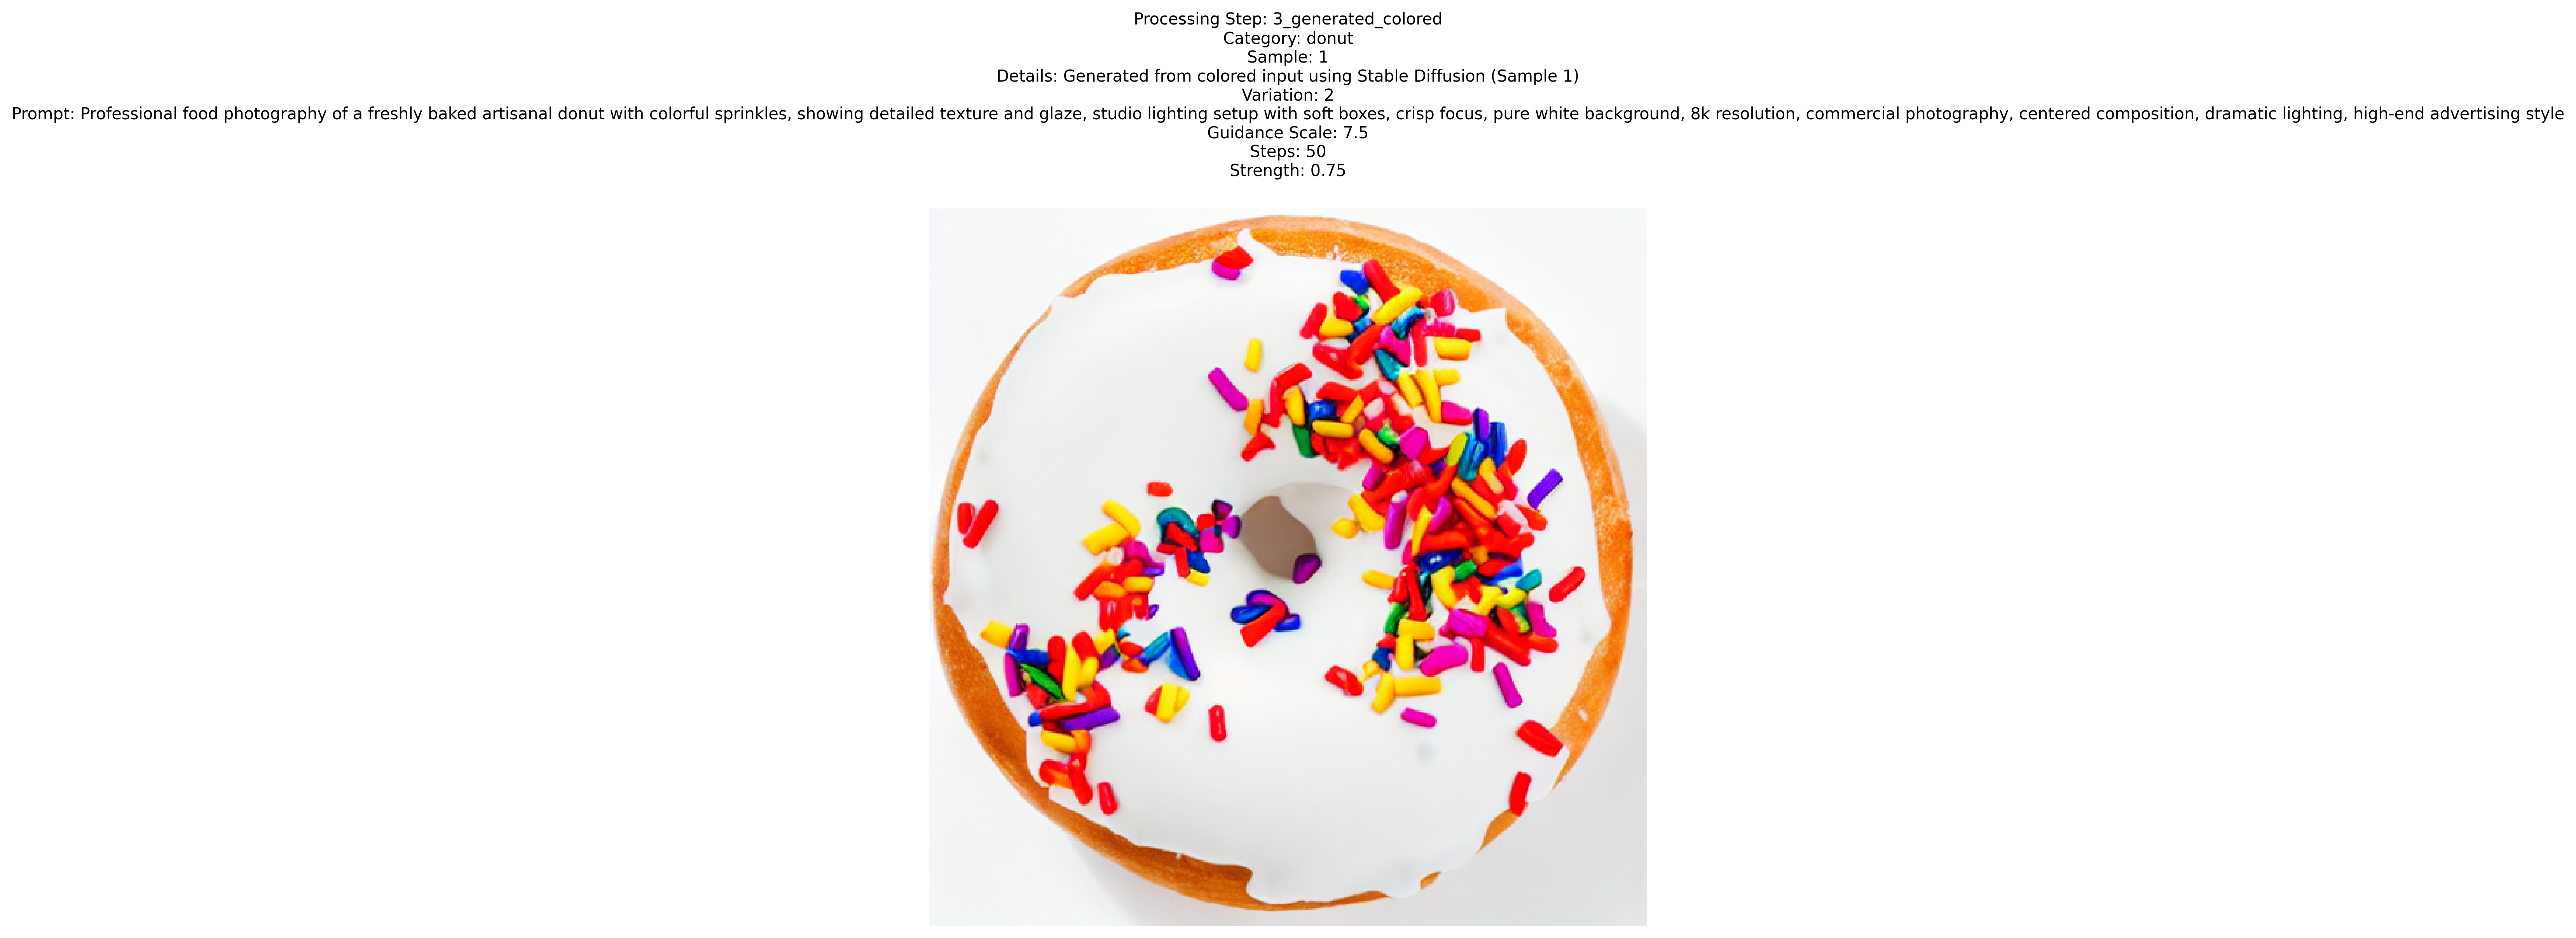 Processing Step: 3_generated_colored
Category: donut
Sample: 1
Details: Generated from colored input using Stable Diffusion (Sample 1)
Variation: 2
Prompt: Professional food photography of a freshly baked artisanal donut with colorful sprinkles, showing detailed texture and glaze, studio lighting setup with soft boxes, crisp focus, pure white background, 8k resolution, commercial photography, centered composition, dramatic lighting, high-end advertising style
Guidance Scale: 7.5
Steps: 50
Strength: 0.75